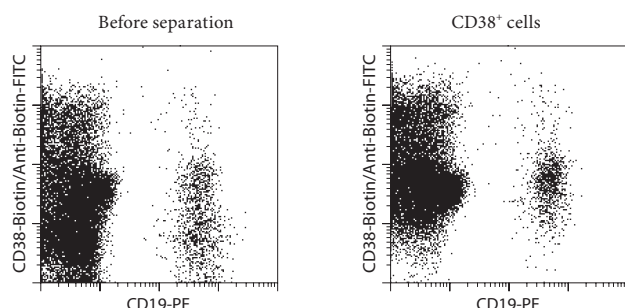 Before separation
CD38⁺ cells
CD38-Biotin/Anti-Biotin-FITC
CD19-PE
CD38-Biotin/Anti-Biotin-FITC
CD19-PE